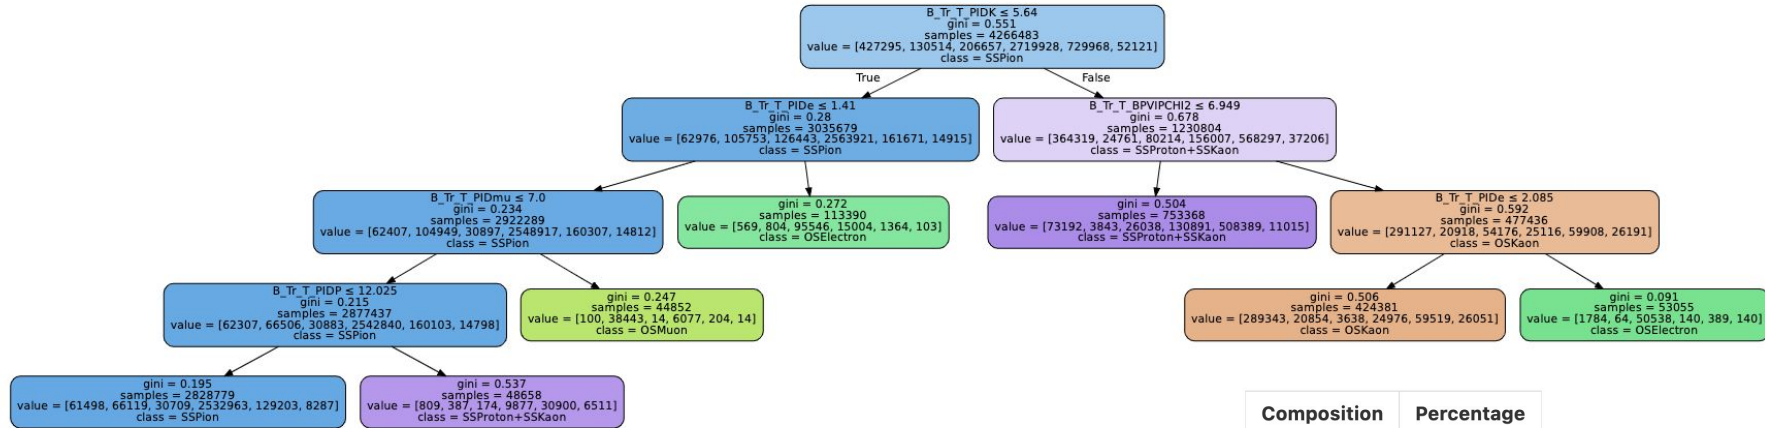 B_Tr_T_PIDK ≤ 5.64
gini = 0.551
samples = 4266483
value = [427295, 130514, 206657, 2719928, 729968, 52121]
class = SSPion
True
False
B_Tr_T_PIDe ≤ 1.41
gini = 0.28
samples = 3035679
value = [62976, 105753, 126443, 2563921, 161671, 14915]
class = SSPion
B_Tr_T_BPVIPCHI2 ≤ 6.949
gini = 0.678
samples = 1230804
value = [364319, 24761, 80214, 156007, 568297, 37206]
class = SSProton+SSKaon
B_Tr_T_PIDmu ≤ 7.0
gini = 0.234
samples = 2922289
value = [62407, 104949, 30897, 2548917, 160307, 14812]
class = SSPion
gini = 0.272
samples = 113390
value = [569, 804, 95546, 15004, 1364, 103]
class = OSElectron
gini = 0.504
samples = 753368
value = [73192, 3843, 26038, 130891, 508389, 11015]
class = SSProton+SSKaon
B_Tr_T_PIDe ≤ 2.085
gini = 0.592
samples = 477436
value = [291127, 20918, 54176, 25116, 59908, 26191]
class = OSKaon
B_Tr_T_PIDP ≤ 12.025
gini = 0.215
samples = 2877437
value = [62307, 66506, 30883, 2542840, 160103, 14798]
class = SSPion
gini = 0.247
samples = 44852
value = [100, 38443, 14, 6077, 204, 14]
class = OSMuon
gini = 0.506
samples = 424381
value = [289343, 20854, 3638, 24976, 59519, 26051]
class = OSKaon
gini = 0.091
samples = 53055
value = [1784, 64, 50538, 140, 389, 140]
class = OSElectron
gini = 0.195
samples = 2828779
value = [61498, 66119, 30709, 2532963, 129203, 8287]
class = SSPion
gini = 0.537
samples = 48658
value = [809, 387, 174, 9877, 30900, 6511]
class = SSProton+SSKaon
Composition Percentage